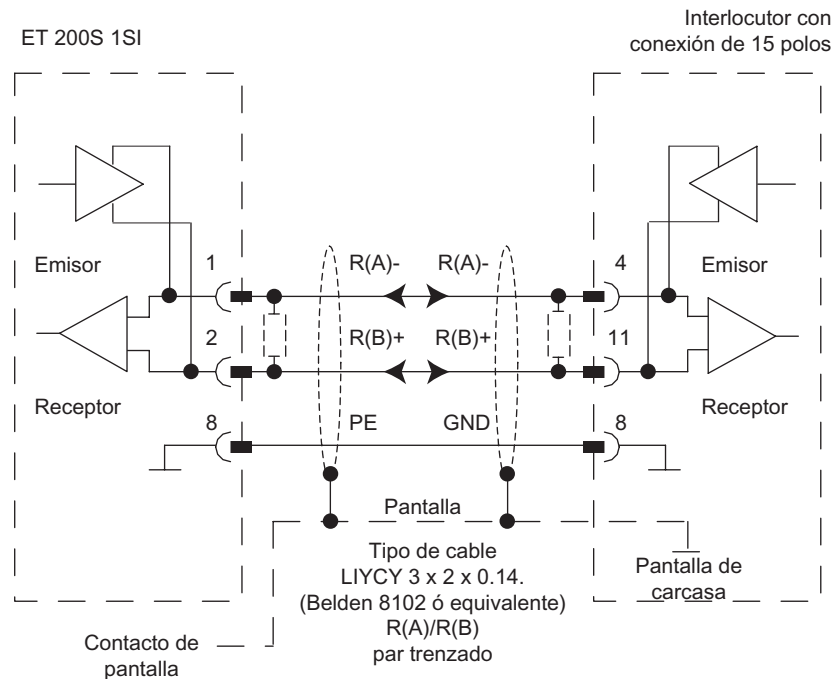 ET 200S 1SI
Interlocutor con
conexión de 15 polos
Emisor
1
R(A)-
R(A)-
4
Emisor
2
R(B)+
R(B)+
11
Receptor
Receptor
8
PE
GND
8
Pantalla
Tipo de cable
LIYCY 3 x 2 x 0.14.
(Belden 8102 ó equivalente)
R(A)/R(B)
par trenzado
Pantalla de
carcasa
Contacto de
pantalla